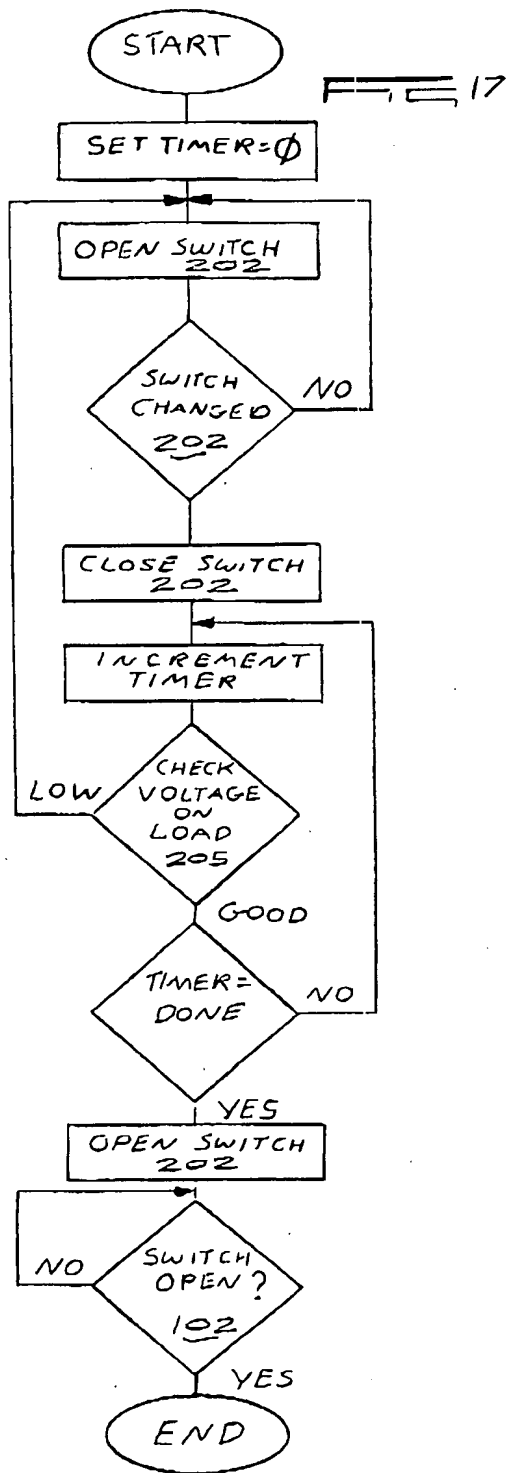 START
FIG 17
SET TIMER=Ø
OPEN SWITCH
202
SWITCH
CHANGED
202
NO
CLOSE SWITCH
202
INCREMENT
TIMER
CHECK
VOLTAGE
ON
LOAD
205
LOW
GOOD
TIMER=
DONE
NO
YES
OPEN SWITCH
202
SWITCH
OPEN?
102
NO
YES
END